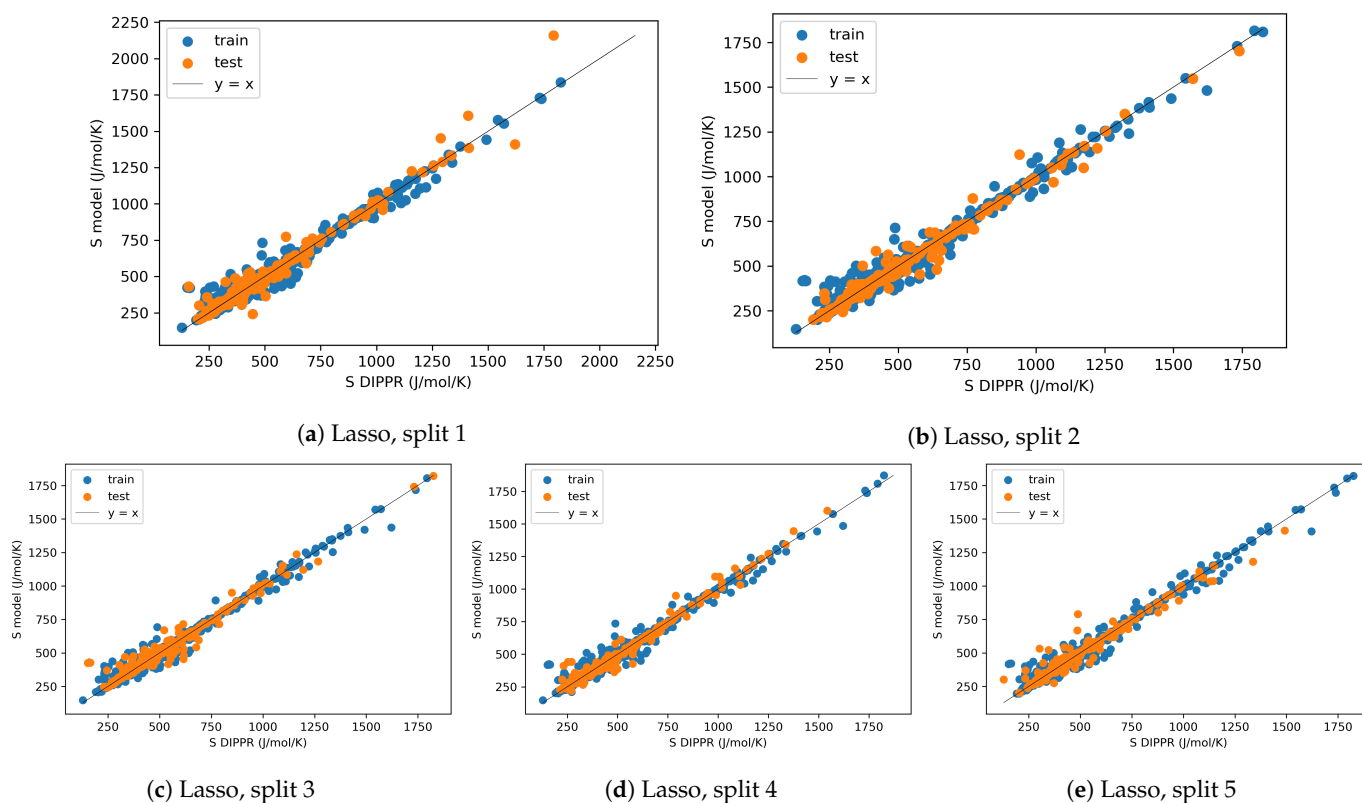 2250
2000
1750
1500
1250
1000
750
500
250
S model (J/mol/K)
train
test
y = x
250 500 750 1000 1250 1500 1750 2000 2250
S DIPPR (J/mol/K)
(a) Lasso, split 1
1750
1500
1250
1000
750
500
250
S model (J/mol/K)
train
test
y = x
250 500 750 1000 1250 1500 1750
S DIPPR (J/mol/K)
(b) Lasso, split 2
1750
1500
1250
1000
750
500
250
S model (J/mol/K)
train
test
y = x
250 500 750 1000 1250 1500 1750
S DIPPR (J/mol/K)
(c) Lasso, split 3
1750
1500
1250
1000
750
500
250
S model (J/mol/K)
train
test
y = x
250 500 750 1000 1250 1500 1750
S DIPPR (J/mol/K)
(d) Lasso, split 4
1750
1500
1250
1000
750
500
250
S model (J/mol/K)
train
test
y = x
250 500 750 1000 1250 1500 1750
S DIPPR (J/mol/K)
(e) Lasso, split 5